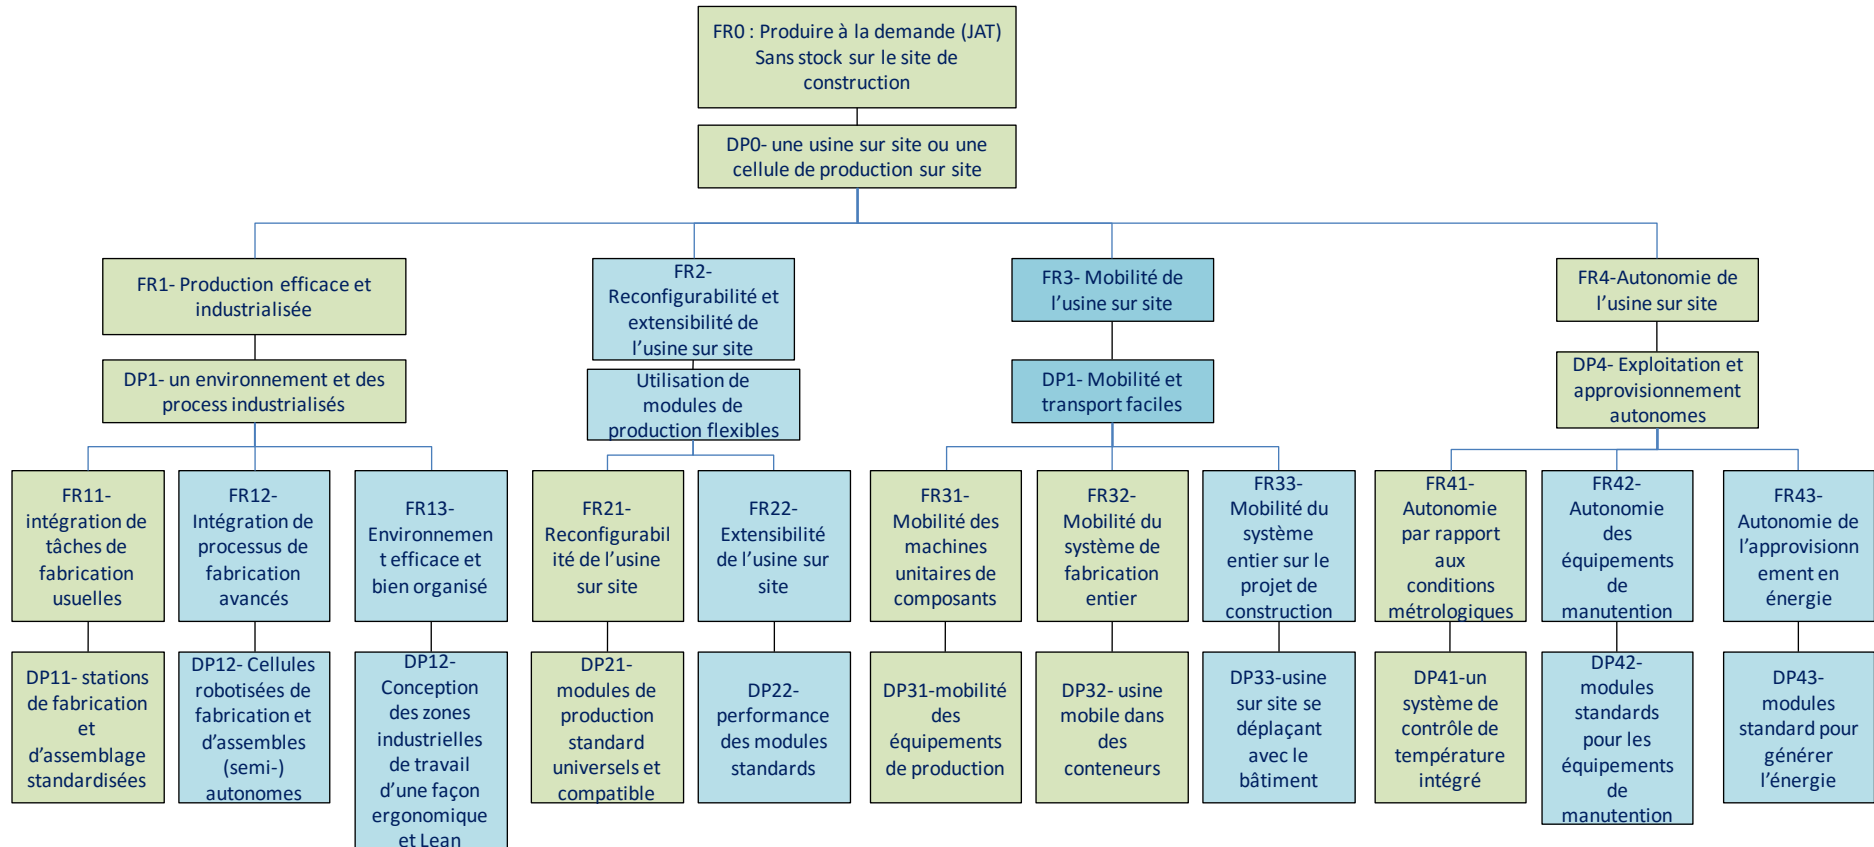 FR0 : Produire à la demande (JAT)
Sans stock sur le site de
construction
DP0- une usine sur site ou une
cellule de production sur site
FR1- Production efficace et
industrialisée
FR2-
Reconfigurabilité et
extensibilité de
l'usine sur site
FR3- Mobilité de
l'usine sur site
FR4-Autonomie de
l'usine sur site
DP1- un environnement et des
process industrialisés
Utilisation de
modules de
production flexibles
DP1- Mobilité et
transport faciles
DP4- Exploitation et
approvisionnement
autonomes
FR11-
intégration de
tâches de
fabrication
usuelles
FR12-
Intégration de
processus de
fabrication
avancés
FR13-
Environnemen
t efficace et
bien organisé
FR21-
Reconfigurabil
ité de l'usine
sur site
FR22-
Extensibilité
de l'usine sur
site
FR31-
Mobilité des
machines
unitaires de
composants
FR32-
Mobilité du
système de
fabrication
entier
FR33-
Mobilité du
système
entier sur le
projet de
construction
FR41-
Autonomie
par rapport
aux
conditions
métrologiques
FR42-
Autonomie
des
équipements
de
manutention
FR43-
Autonomie de
l'approvisionn
ement en
énergie
DP11- stations
de fabrication
et
d'assemblage
standardisées
DP12- Cellules
robotisées de
fabrication et
d'assembles
(semi-)
autonomes
DP12-
Conception
des zones
industrielles
de travail
d'une façon
ergonomique
et Lean
DP21-
modules de
production
standard
universels et
compatible
DP22-
performance
des modules
standards
DP31-mobilité
des
équipements
de production
DP32- usine
mobile dans
des
conteneurs
DP33-usine
sur site se
déplaçant
avec le
bâtiment
DP41-un
système de
contrôle de
température
intégré
DP42-
modules
standards
pour les
équipements
de
manutention
DP43-
modules
standard pour
générer
l'énergie